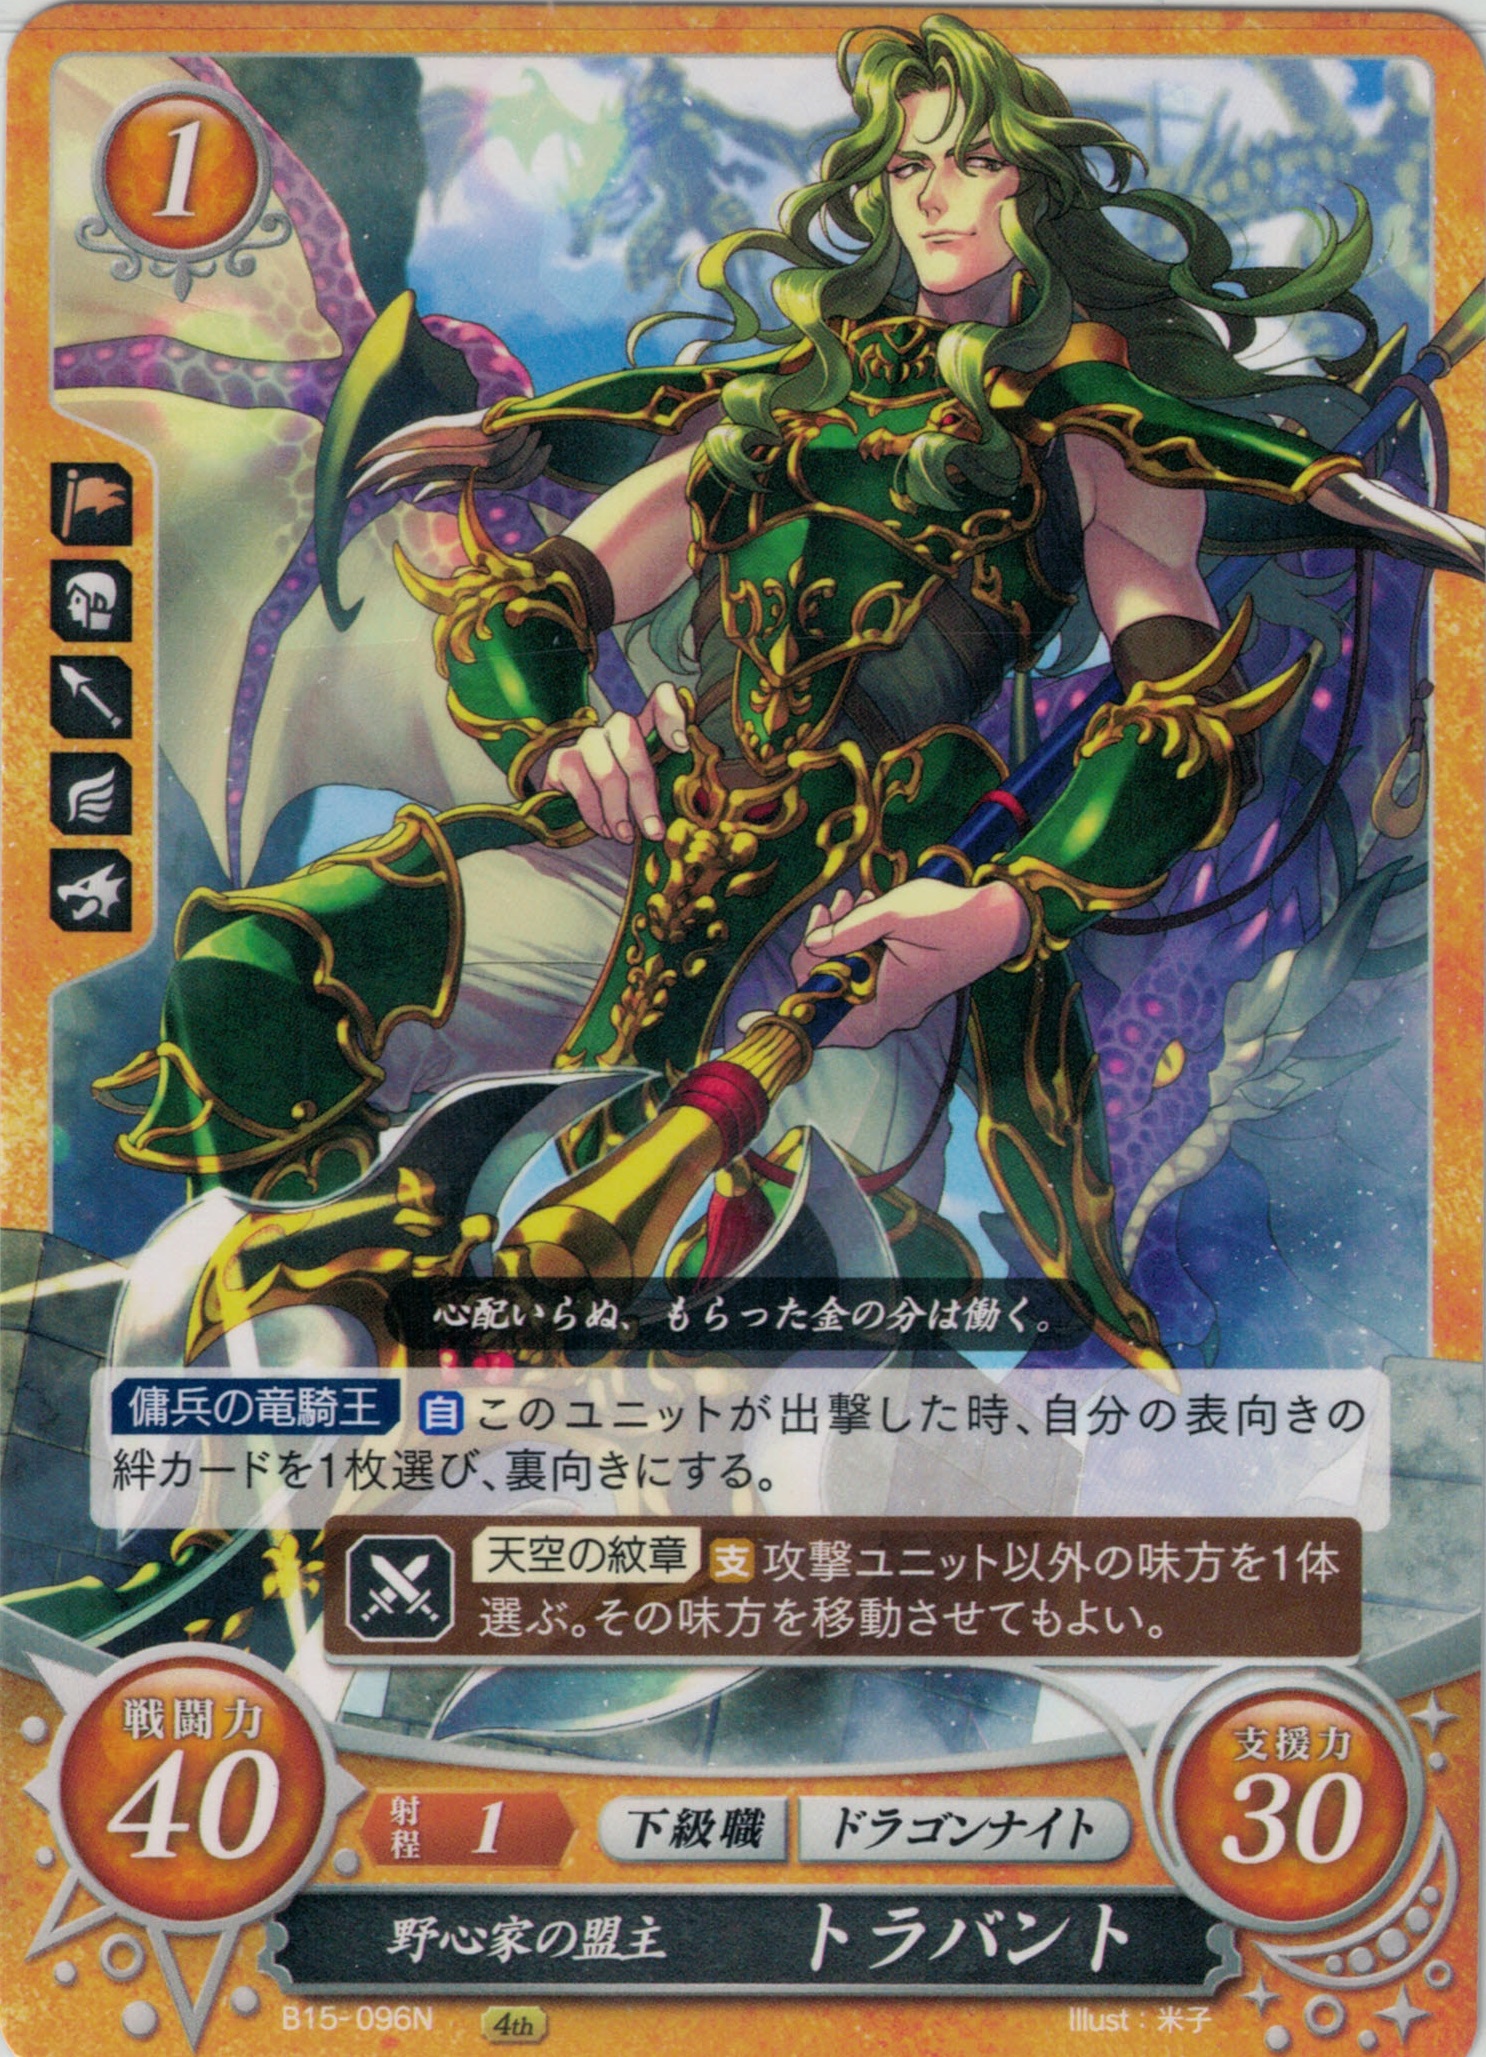 1
心配いらぬ、もらった金の分は働く。
傭兵の竜騎王 自 このユニットが出撃した時、自分の表向きの
絆カードを1枚選び、裏向きにする。
天空の紋章 支 攻撃ユニット以外の味方を1体
選ぶ。その味方を移動させてもよい。
戦闘力
40
射程 1
下級職 ドラゴンナイト
支援力
30
野心家の盟主 トラバント
B15-096N 4th Illust：米子